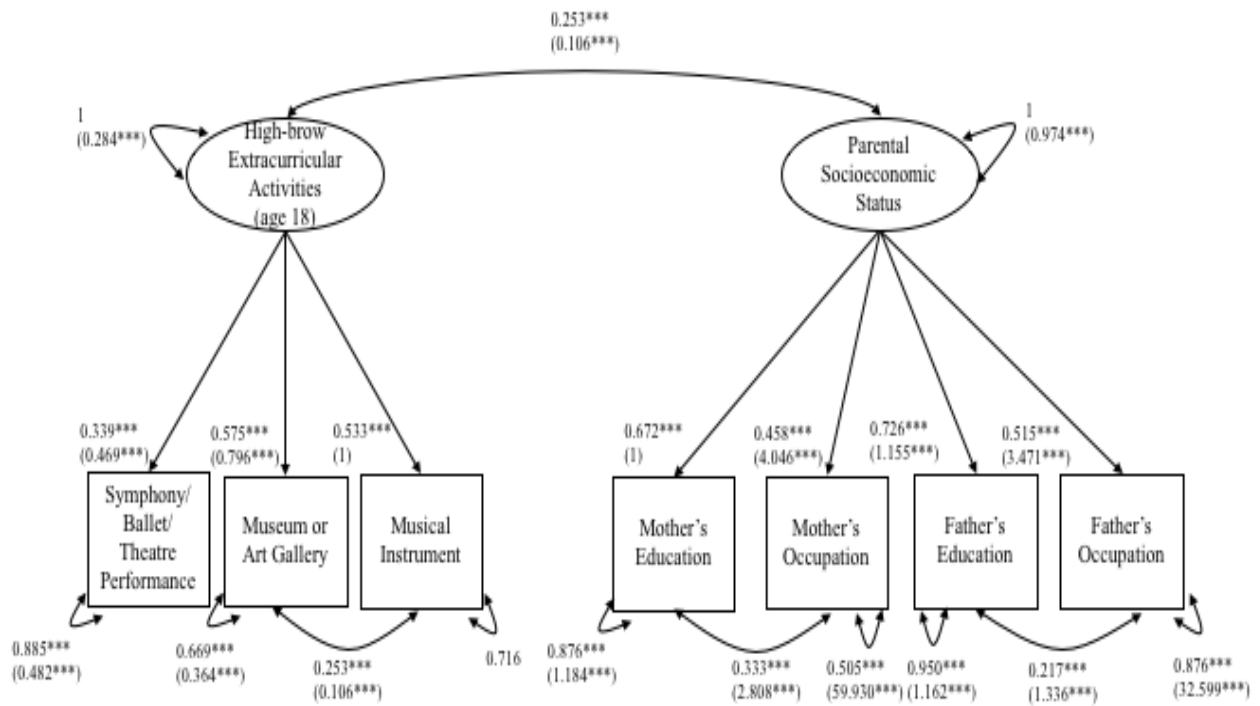 0.253***
(0.106***)
1
(0.284***)
High-brow
Extracurricular
Activities
(age 18)
1
(0.974***)
Parental
Socioeconomic
Status
0.339***
(0.469***)
0.575***
(0.796***)
0.533***
(1)
0.672***
(1)
0.458***
(4.046***)
0.726***
(1.155***)
0.515***
(3.471***)
Symphony/
Ballet/
Theatre
Performance
Museum or
Art Gallery
Musical
Instrument
Mother’s
Education
Mother’s
Occupation
Father’s
Education
Father’s
Occupation
0.885***
(0.482***)
0.669***
(0.364***)
0.253***
(0.106***)
0.716
0.876***
(1.184***)
0.333***
(2.808***)
0.505***
(59.930***)
0.950***
(1.162***)
0.217***
(1.336***)
0.876***
(32.599***)